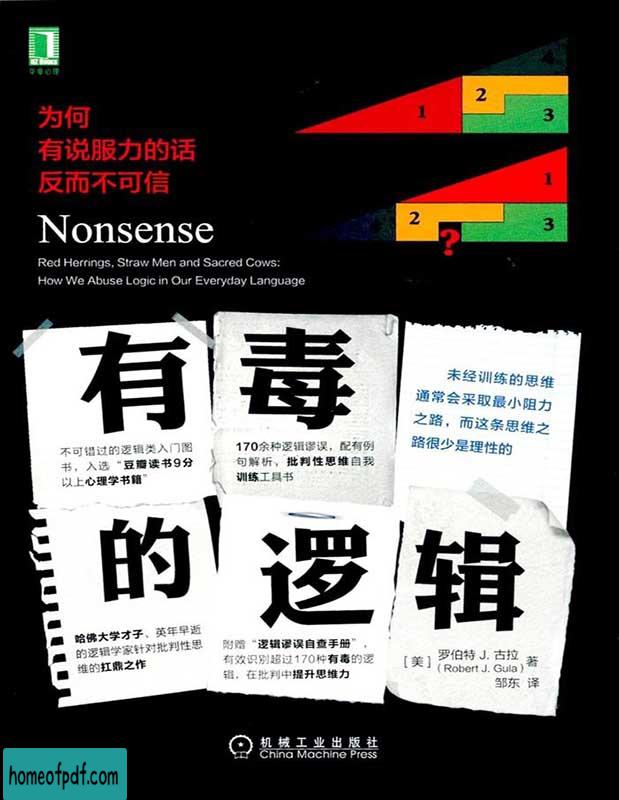 HZ Books
华章心理
为何
有说服力的话
反而不可信
Nonsense
Red Herrings, Straw Men and Sacred Cows:
How We Abuse Logic in Our Everyday Language
4
1
2
3
1
2
3
?
有毒
不可错过的逻辑类入门图
书，入选“豆瓣读书9分
以上心理学书籍”
170余种逻辑谬误，配有例
句解析，批判性思维自我
训练工具书
未经训练的思维
通常会采取最小阻力
之路，而这条思维之
路很少是理性的
的逻辑
哈佛大学才子、英年早逝
的逻辑学家针对批判性思
维的扛鼎之作
附赠“逻辑谬误自查手册”，
有效识别超过170种有毒的逻
辑，在批判中提升思维力
[美] 罗伯特 J. 古拉 著
(Robert J. Gula)
邹东 译
机械工业出版社
China Machine Press
homeofpdf.com